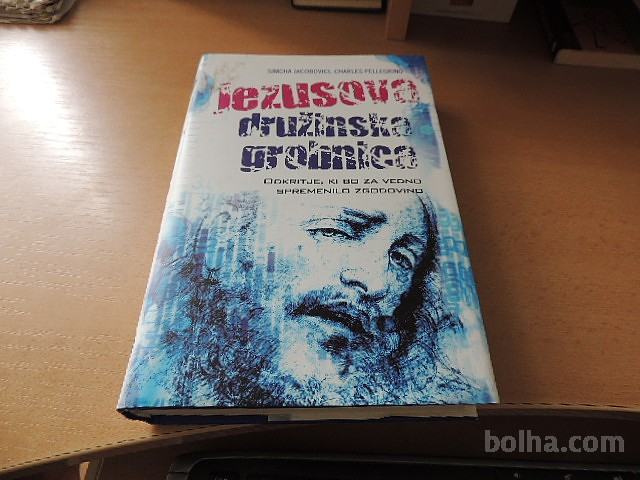 SIMCHA JACOBOVICI, CHARLES PELLEGRINO
jezusova
družinska
grobnica
ODKRITJE, KI BO ZA VEDNO
SPREMENILO ZGODOVINO
bolha.com